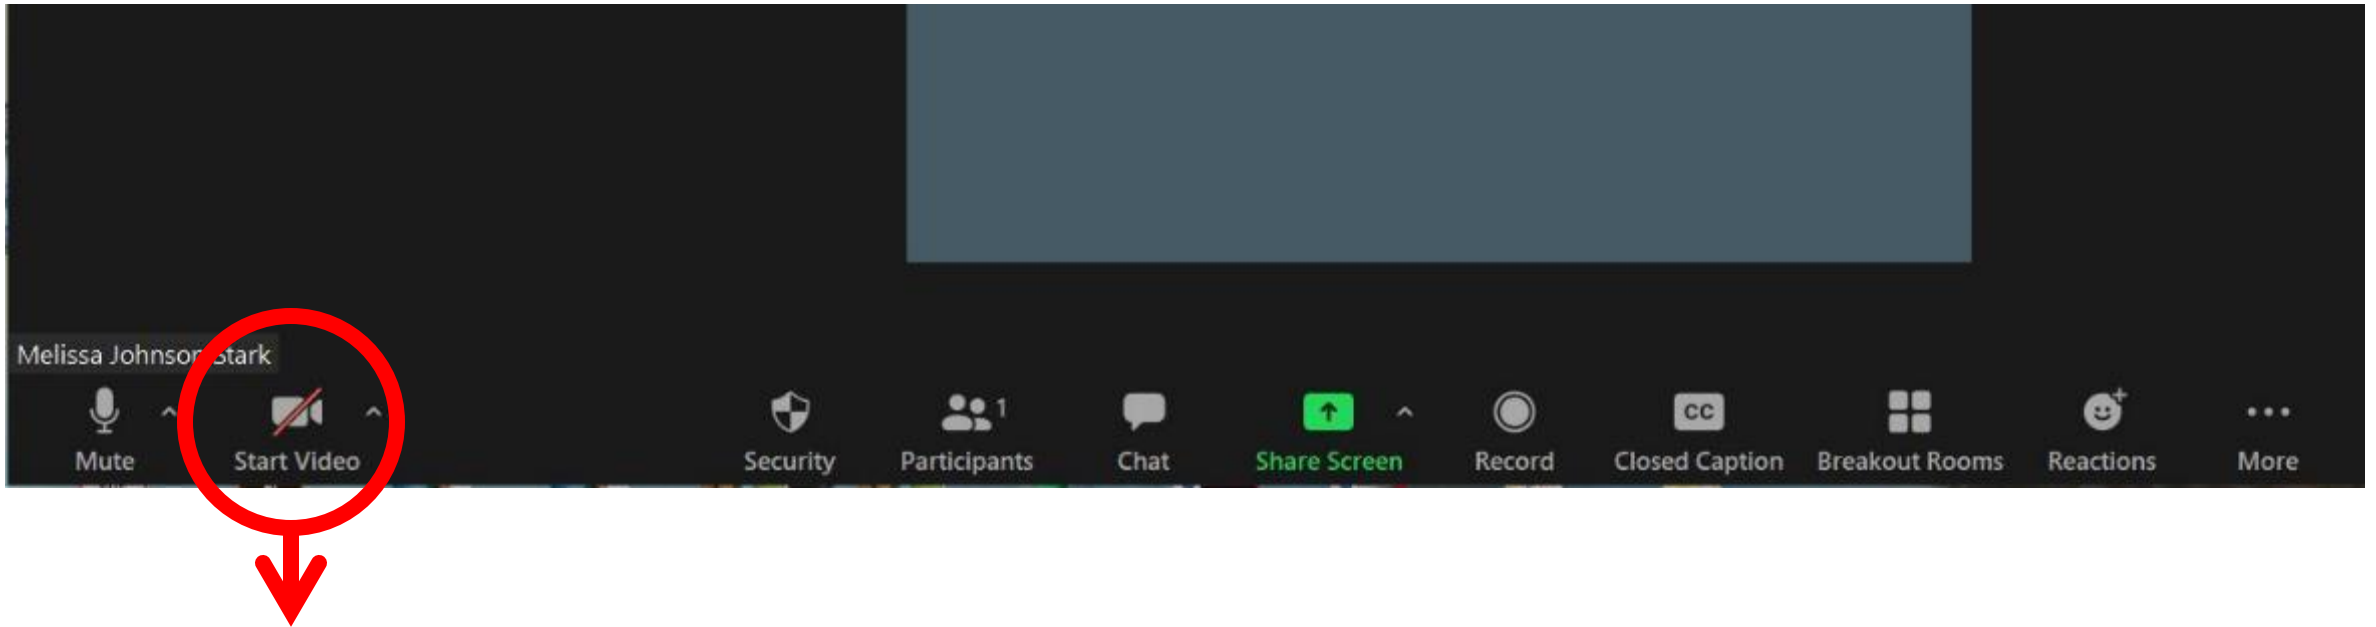 Melissa Johnson Stark
1
CC
Mute
Start Video
Security
Participants
Chat
Share Screen
Record
Closed Caption
Breakout Rooms
Reactions
More